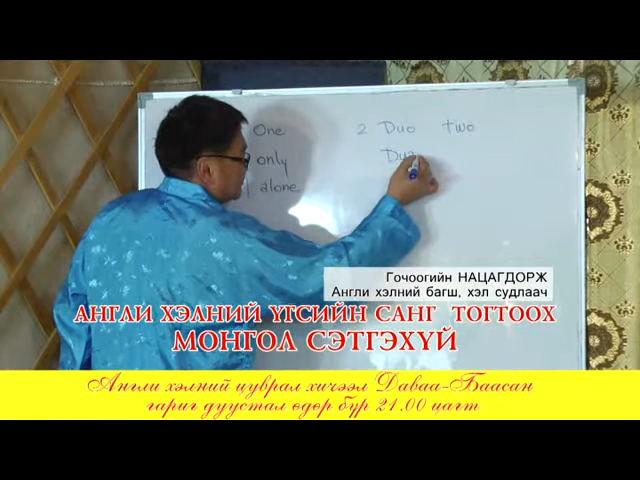 One 2 Duo two
only Dua
alone
Гочоогийн НАЦАГДОРЖ
Англи хэлний багш, хэл судлаач
АНГЛИ ХЭЛНИЙ ҮГСИЙН САНГ ТОГТООХ
МОНГОЛ СЭТГЭХҮЙ
Англи хэлний цуврал хичээл Даваа-Баасан
гариг дуустал өдөр бүр 21.00 цагт